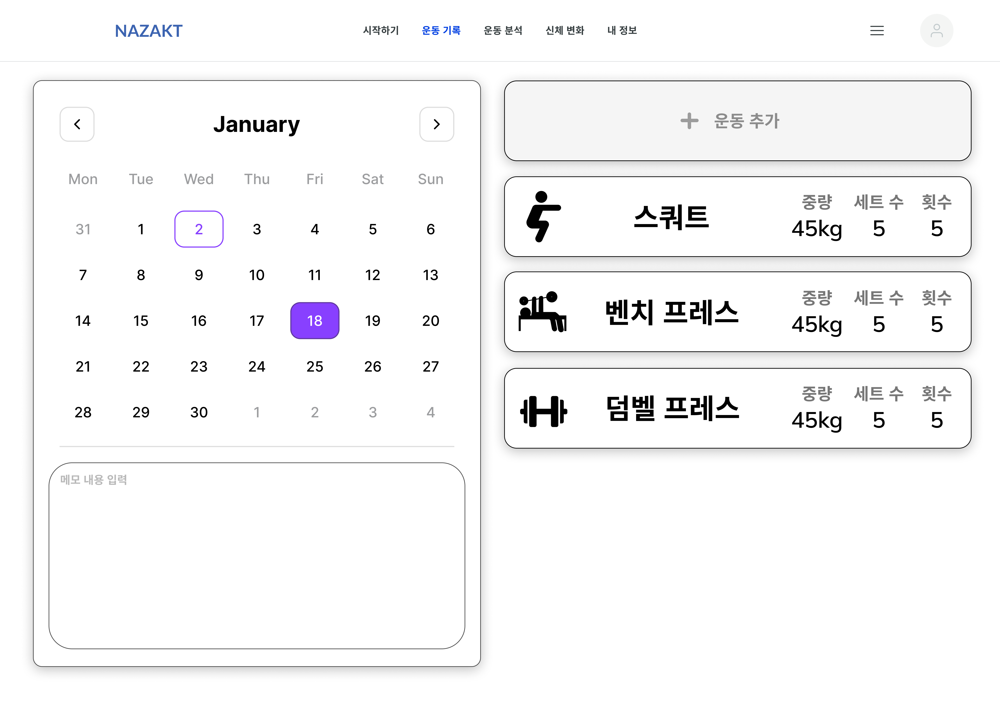 NAZAKT
시작하기 운동 기록 운동 분석 신체 변화 내 정보
January
Mon Tue Wed Thu Fri Sat Sun
31 1 2 3 4 5 6
7 8 9 10 11 12 13
14 15 16 17 18 19 20
21 22 23 24 25 26 27
28 29 30 1 2 3 4
메모 내용 입력
운동 추가
스쿼트
중량 세트 수 횟수
45kg 5 5
벤치 프레스
중량 세트 수 횟수
45kg 5 5
덤벨 프레스
중량 세트 수 횟수
45kg 5 5